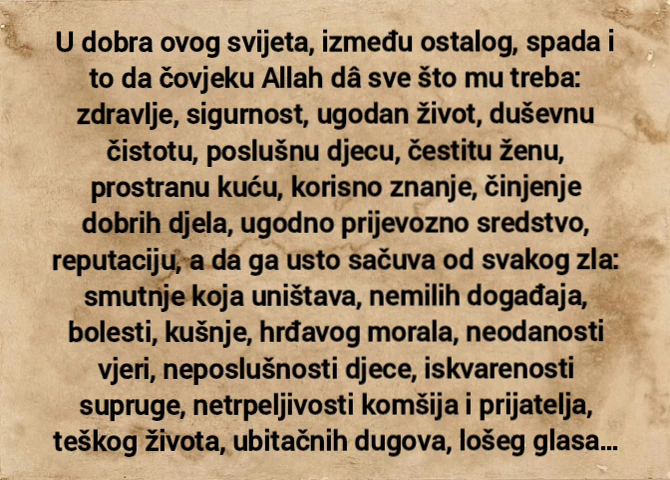 U dobra ovog svijeta, između ostalog, spada i
to da čovjeku Allah dâ sve što mu treba:
zdravlje, sigurnost, ugodan život, duševnu
čistotu, poslušnu djecu, čestitu ženu,
prostranu kuću, korisno znanje, činjenje
dobrih djela, ugodno prijevozno sredstvo,
reputaciju, a da ga usto sačuva od svakog zla:
smutnje koja uništava, nemilih događaja,
bolesti, kušnje, hrđavog morala, neodanosti
vjeri, neposlušnosti djece, iskvarenosti
supruge, netrpeljivosti komšija i prijatelja,
teškog života, ubitačnih dugova, lošeg glasa...